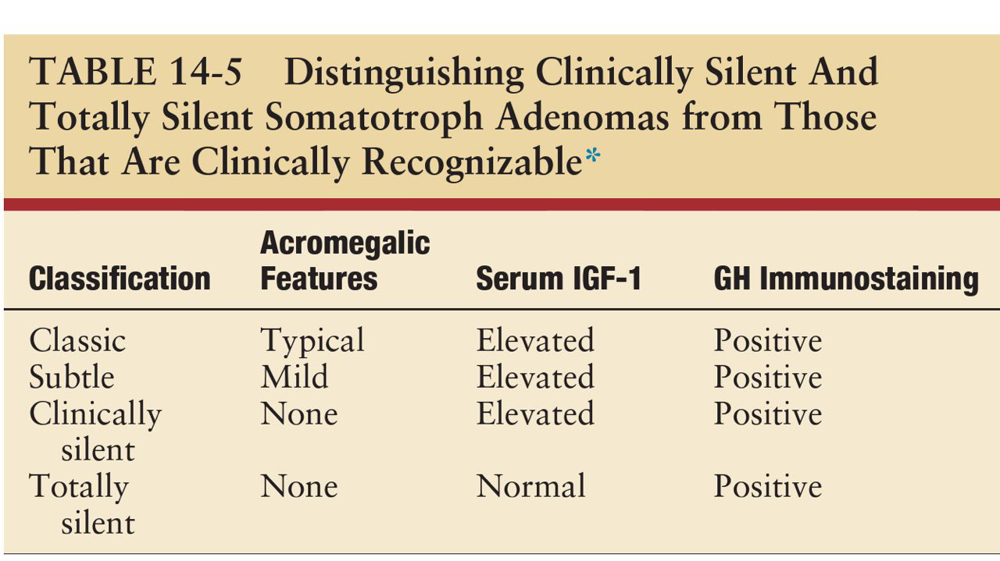 TABLE 14-5 Distinguishing Clinically Silent And
Totally Silent Somatotroph Adenomas from Those
That Are Clinically Recognizable*
Classification Acromegalic Features Serum IGF-1 GH Immunostaining
Classic Typical Elevated Positive
Subtle Mild Elevated Positive
Clinically silent None Elevated Positive
Totally silent None Normal Positive